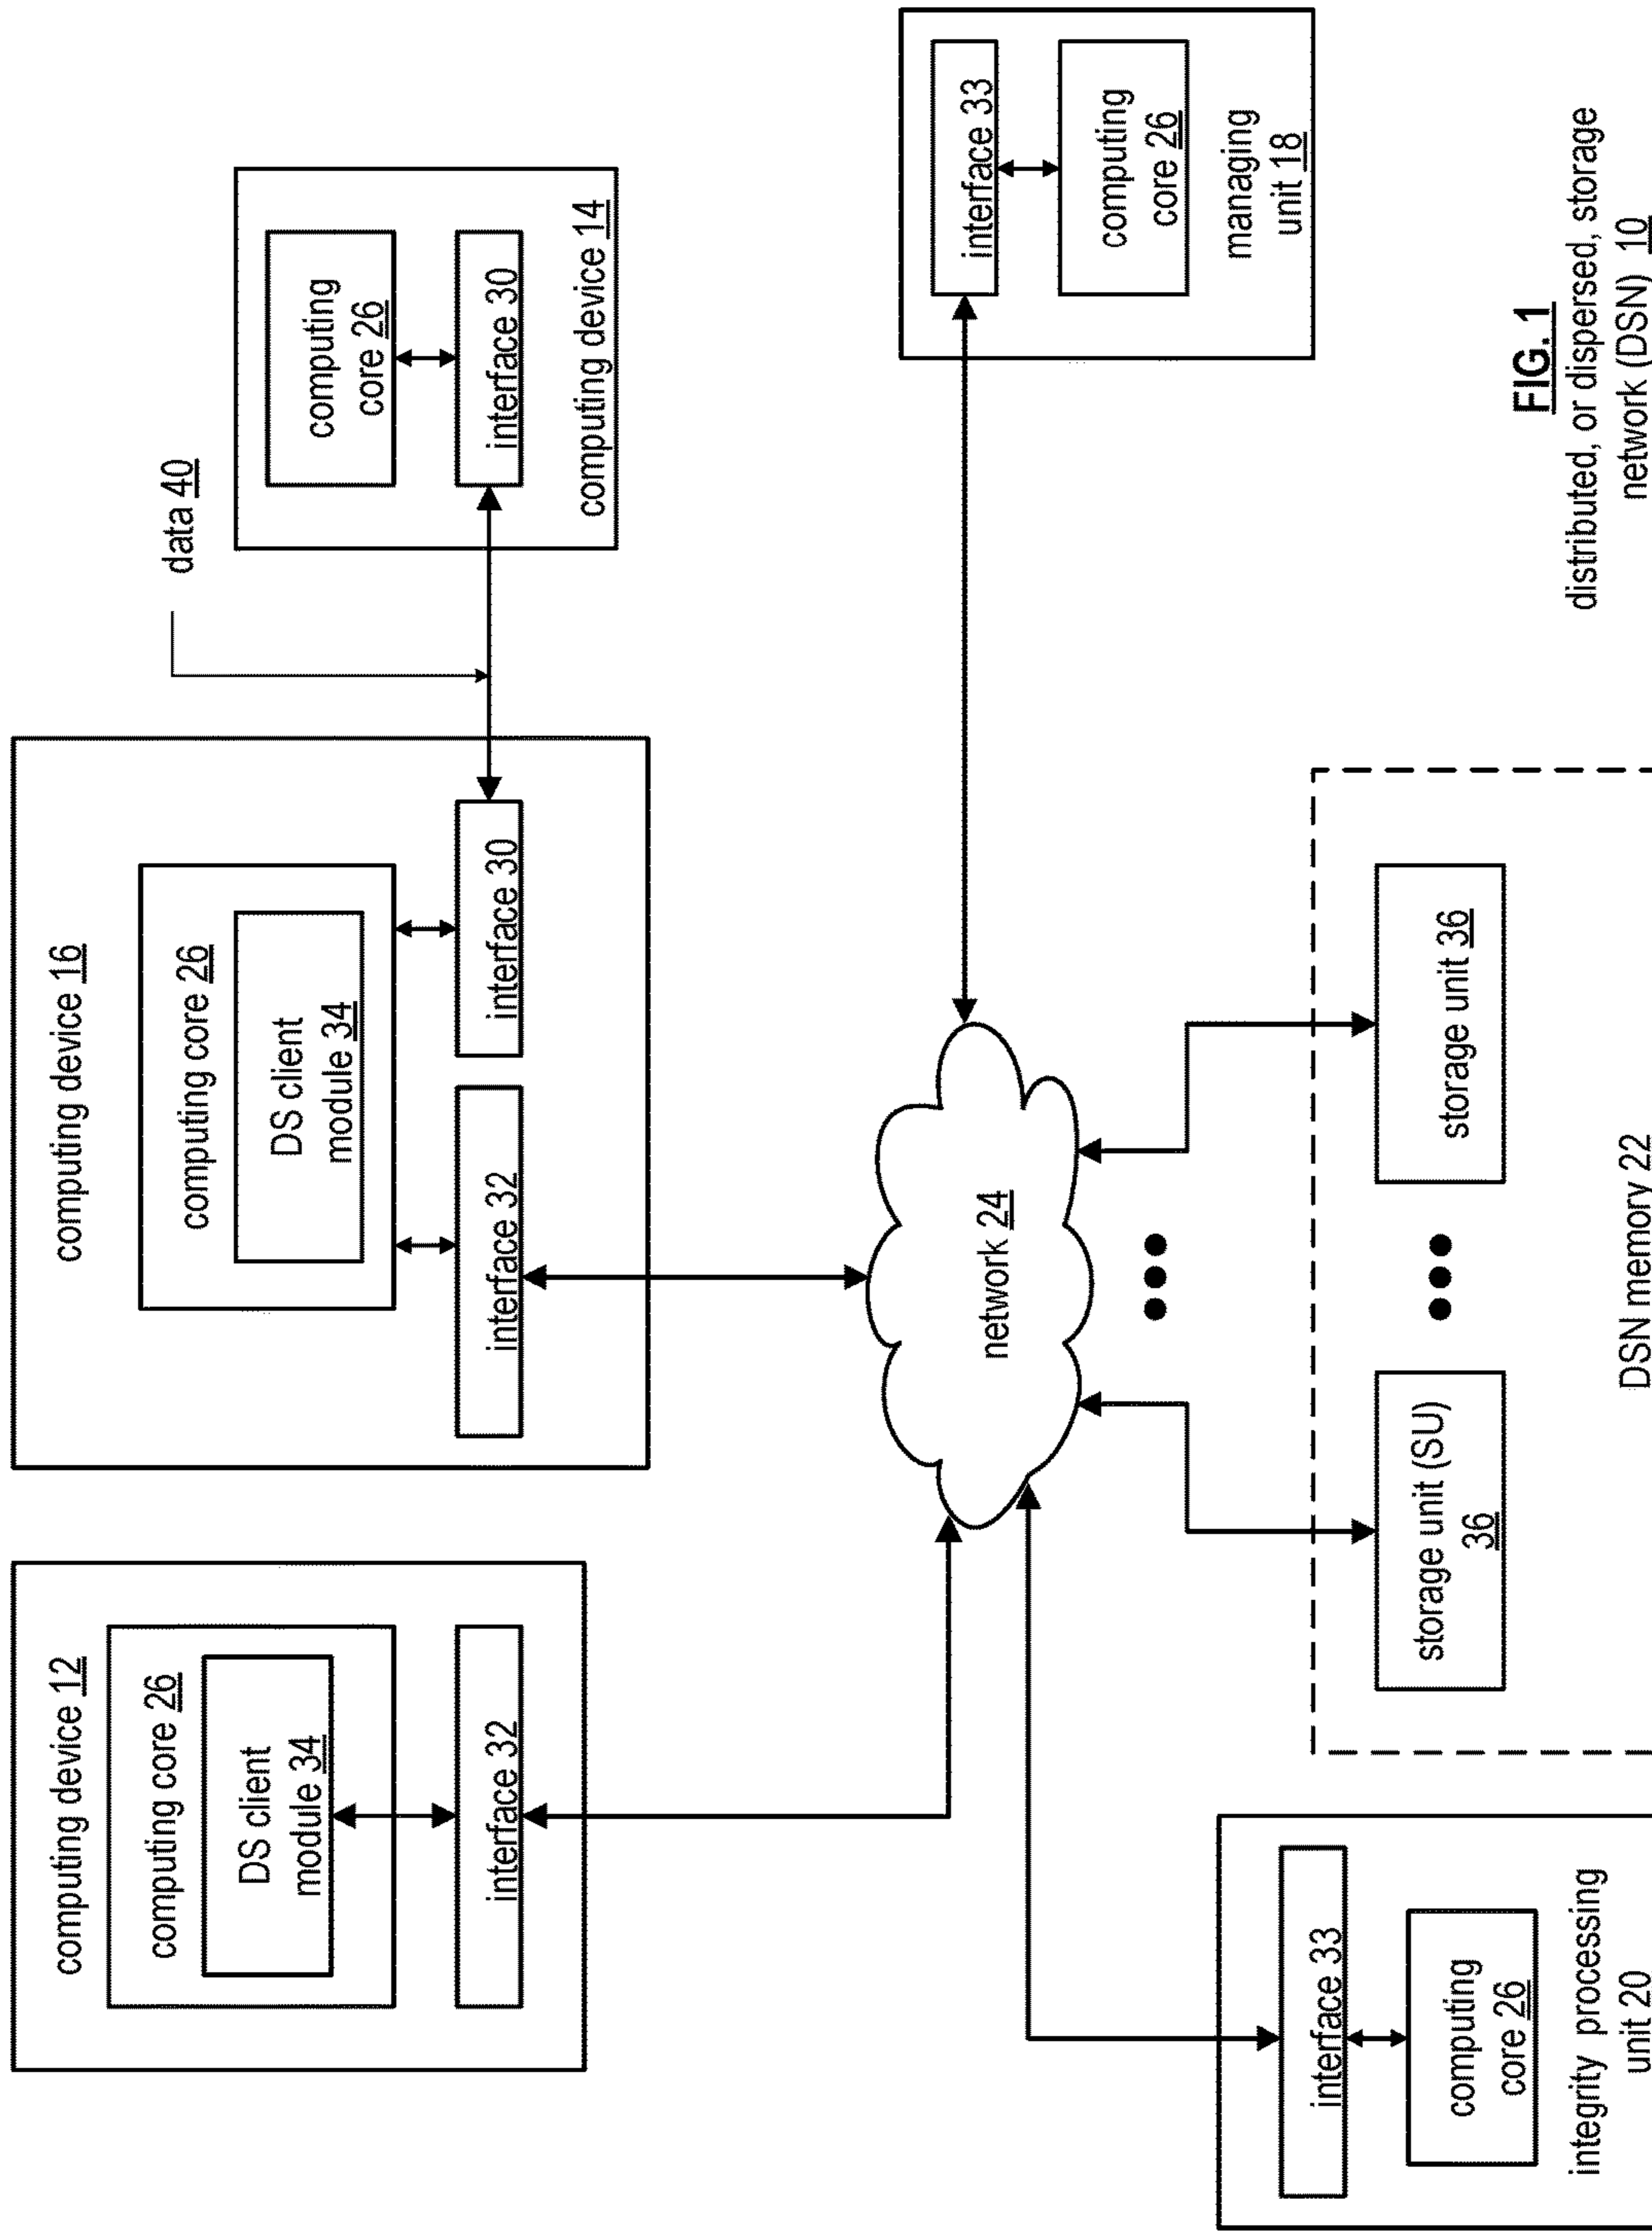 computing device 12
computing core 26
DS client
module 34
interface 32
computing device 16
computing core 26
DS client
module 34
interface 32
interface 30
data 40
computing
core 26
interface 30
computing device 14
network 24
interface 33
computing
core 26
managing
unit 18
interface 33
computing
core 26
integrity processing
unit 20
storage unit (SU)
36
storage unit 36
DSN memory 22
FIG. 1
distributed, or dispersed, storage
network (DSN) 10